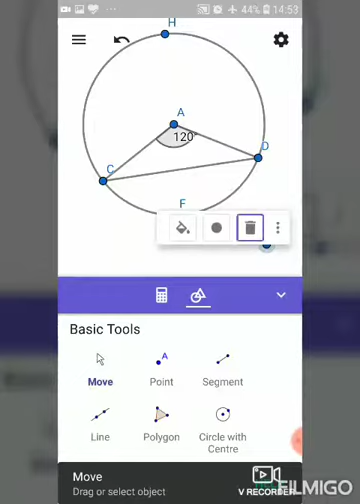 44% 14:53
H
A
120°
D
C
F
Basic Tools
Move
Point
Segment
Line
Polygon
Circle with
Centre
Move
Drag or select object
V RECORDER
FILMIGO